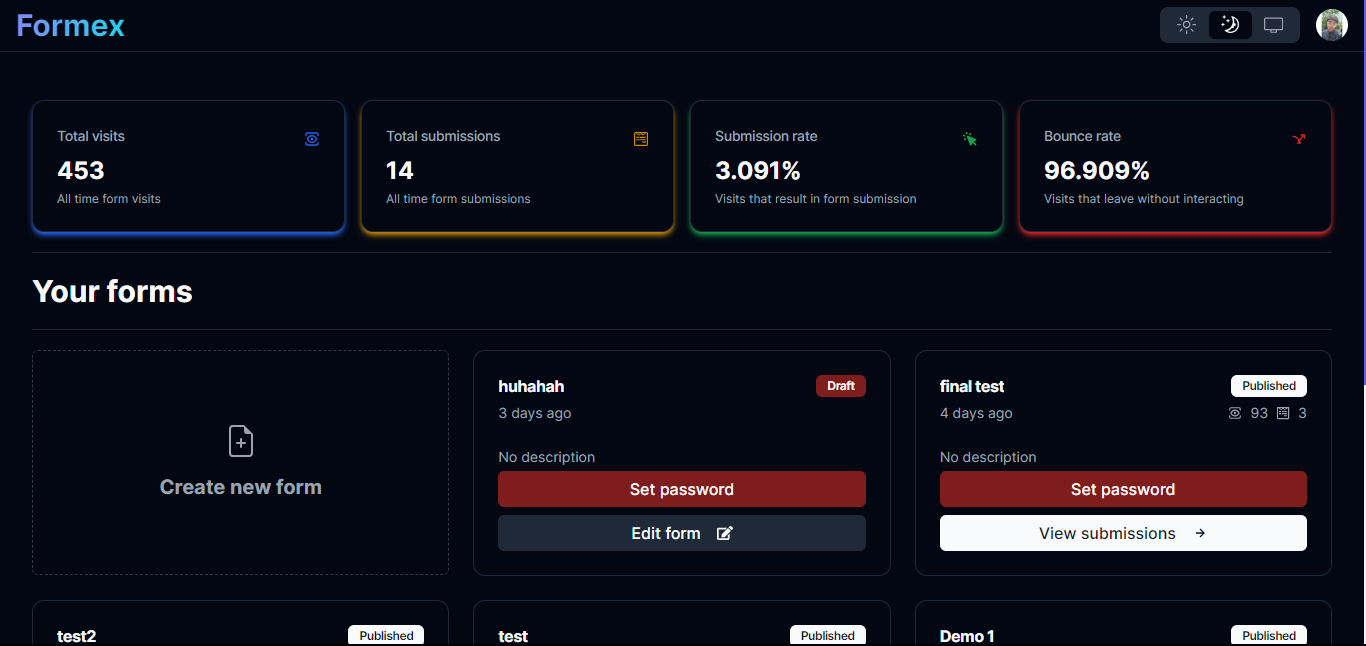 Formex
Total visits
453
All time form visits
Total submissions
14
All time form submissions
Submission rate
3.091%
Visits that result in form submission
Bounce rate
96.909%
Visits that leave without interacting
Your forms
Create new form
huhahah
Draft
3 days ago
No description
Set password
Edit form
final test
Published
4 days ago
93
3
No description
Set password
View submissions
test2
Published
test
Published
Demo 1
Published